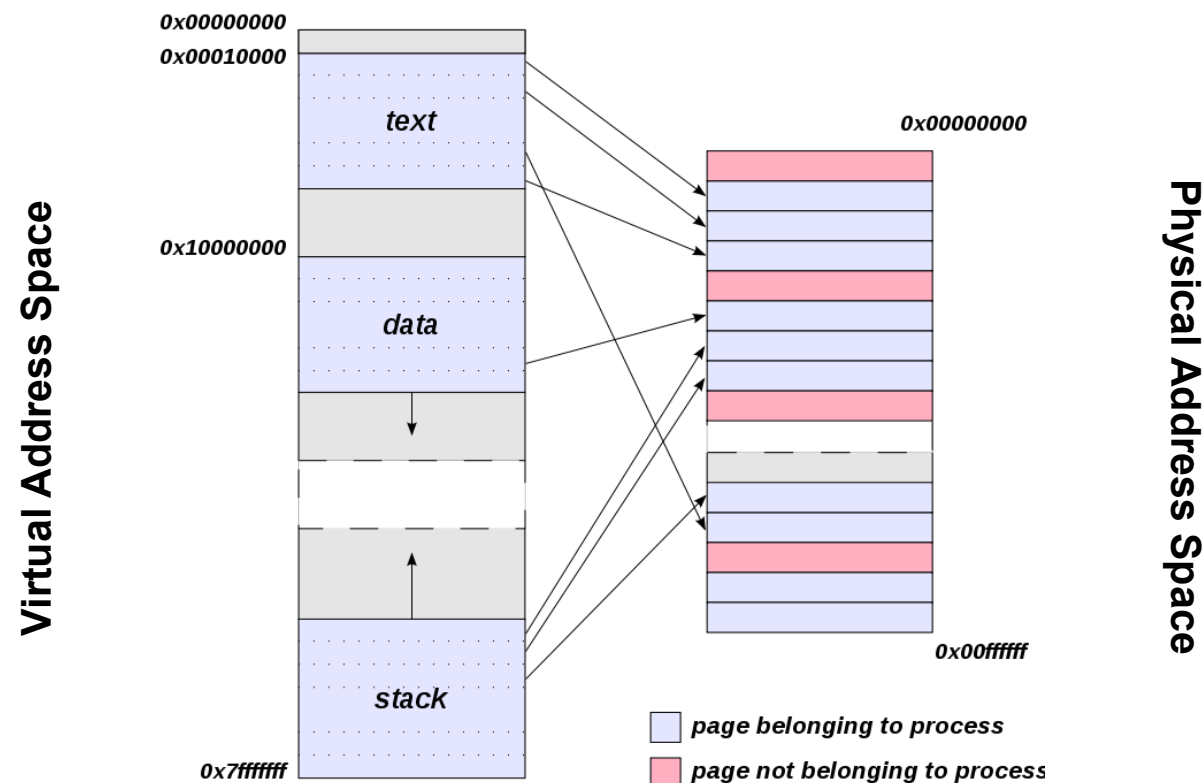 Virtual Address Space
0x00000000
0x00010000
text
0x10000000
data
stack
0x7fffffff
0x00000000
0x00ffffff
page belonging to process
page not belonging to process
Physical Address Space